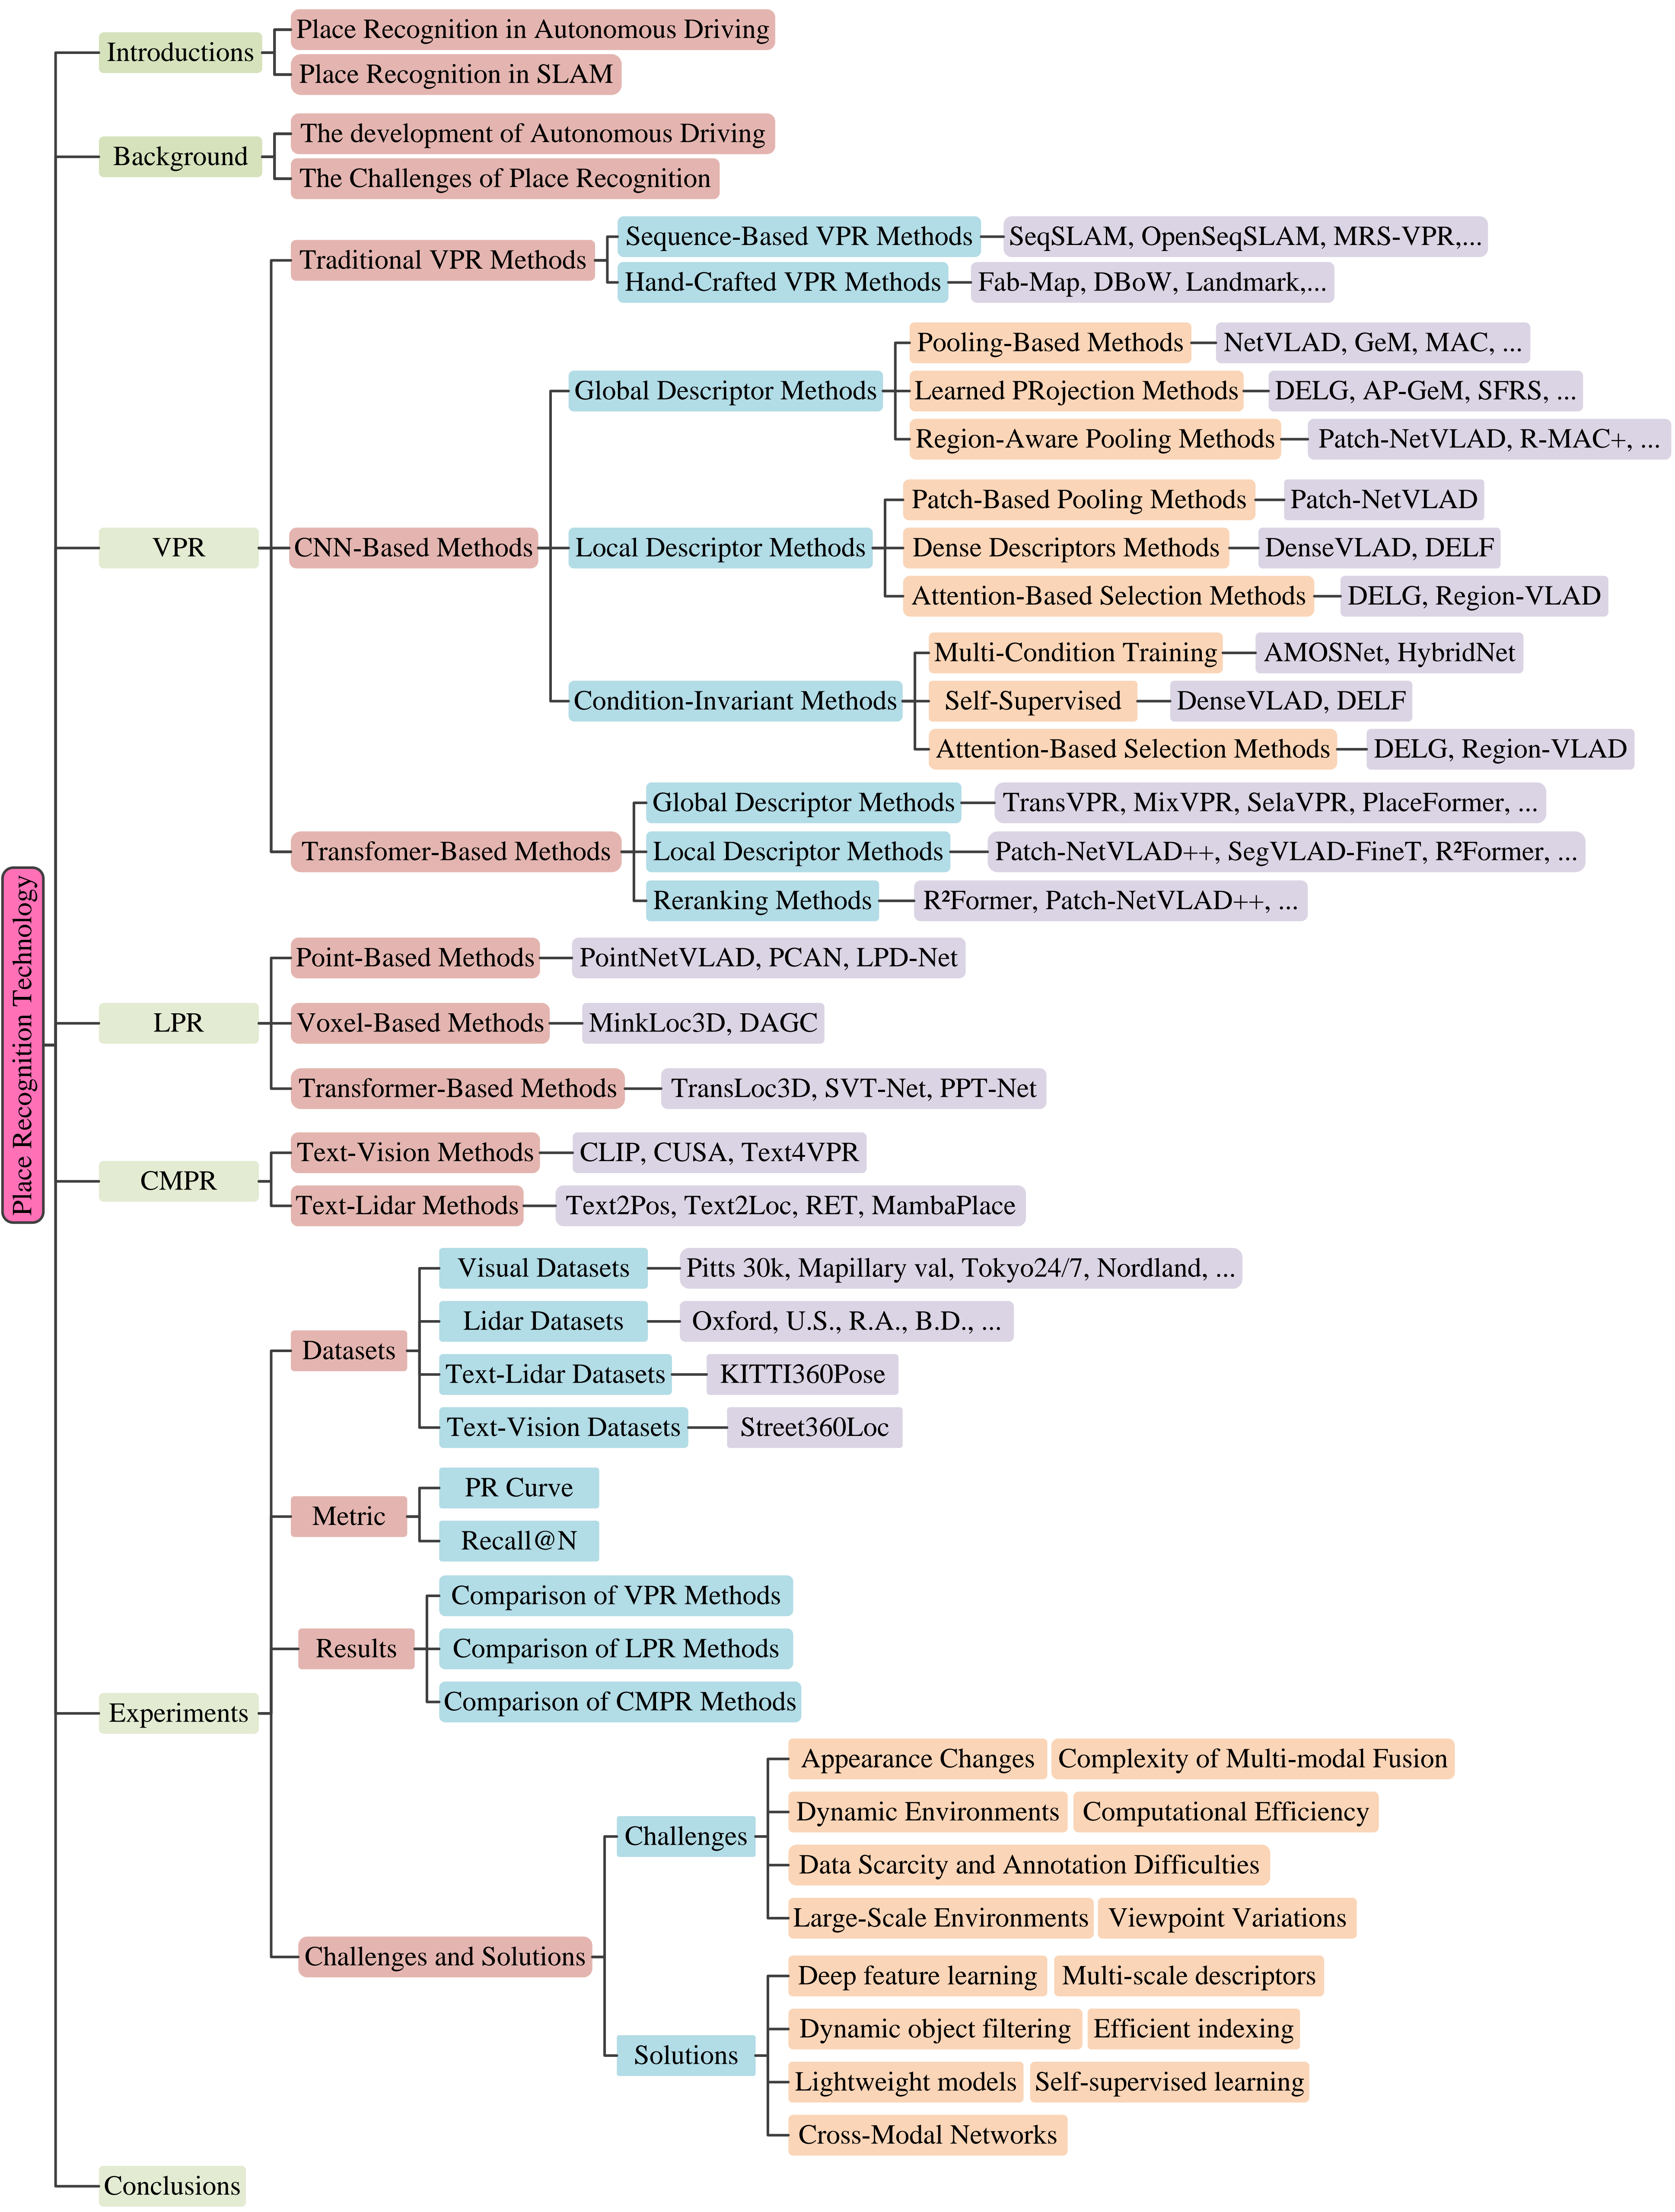 Place Recognition Technology
Introductions
Place Recognition in Autonomous Driving
Place Recognition in SLAM
Background
The development of Autonomous Driving
The Challenges of Place Recognition
VPR
Traditional VPR Methods
Sequence-Based VPR Methods
SeqSLAM, OpenSeqSLAM, MRS-VPR,...
Hand-Crafted VPR Methods
Fab-Map, DBoW, Landmark,...
CNN-Based Methods
Global Descriptor Methods
Pooling-Based Methods
NetVLAD, GeM, MAC, ...
Learned PRojection Methods
DELG, AP-GeM, SFRS, ...
Region-Aware Pooling Methods
Patch-NetVLAD, R-MAC+, ...
Local Descriptor Methods
Patch-Based Pooling Methods
Patch-NetVLAD
Dense Descriptors Methods
DenseVLAD, DELF
Attention-Based Selection Methods
DELG, Region-VLAD
Condition-Invariant Methods
Multi-Condition Training
AMOSNet, HybridNet
Self-Supervised
DenseVLAD, DELF
Attention-Based Selection Methods
DELG, Region-VLAD
Transfomer-Based Methods
Global Descriptor Methods
TransVPR, MixVPR, SelaVPR, PlaceFormer, ...
Local Descriptor Methods
Patch-NetVLAD++, SegVLAD-FineT, R²Former, ...
Reranking Methods
R²Former, Patch-NetVLAD++, ...
LPR
Point-Based Methods
PointNetVLAD, PCAN, LPD-Net
Voxel-Based Methods
MinkLoc3D, DAGC
Transformer-Based Methods
TransLoc3D, SVT-Net, PPT-Net
CMPR
Text-Vision Methods
CLIP, CUSA, Text4VPR
Text-Lidar Methods
Text2Pos, Text2Loc, RET, MambaPlace
Experiments
Datasets
Visual Datasets
Pitts 30k, Mapillary val, Tokyo24/7, Nordland, ...
Lidar Datasets
Oxford, U.S., R.A., B.D., ...
Text-Lidar Datasets
KITTI360Pose
Text-Vision Datasets
Street360Loc
Metric
PR Curve
Recall@N
Results
Comparison of VPR Methods
Comparison of LPR Methods
Comparison of CMPR Methods
Challenges and Solutions
Challenges
Appearance Changes
Complexity of Multi-modal Fusion
Dynamic Environments
Computational Efficiency
Data Scarcity and Annotation Difficulties
Large-Scale Environments
Viewpoint Variations
Solutions
Deep feature learning
Multi-scale descriptors
Dynamic object filtering
Efficient indexing
Lightweight models
Self-supervised learning
Cross-Modal Networks
Conclusions